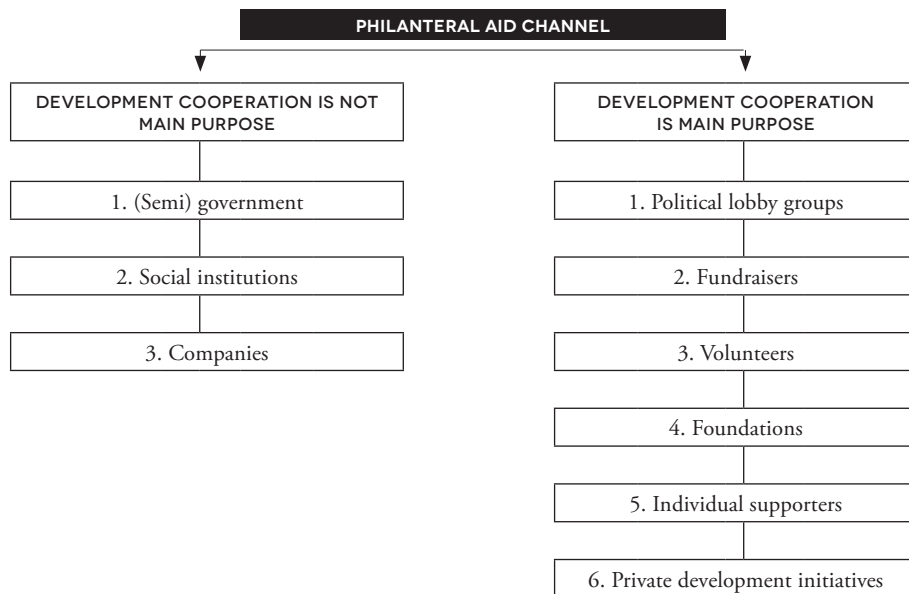 PHILANTERAL AID CHANNEL
DEVELOPMENT COOPERATION IS NOT
MAIN PURPOSE
1. (Semi) government
2. Social institutions
3. Companies
DEVELOPMENT COOPERATION
IS MAIN PURPOSE
1. Political lobby groups
2. Fundraisers
3. Volunteers
4. Foundations
5. Individual supporters
6. Private development initiatives